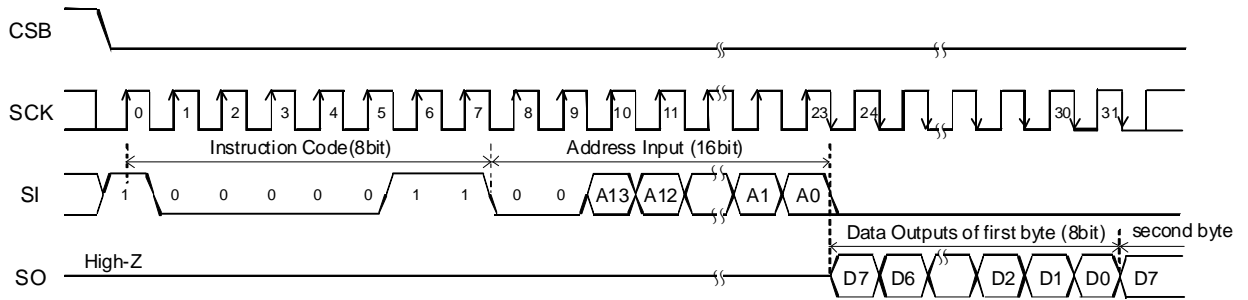 CSB
SCK 0 1 2 3 4 5 6 7 8 9 10 11 23 24 30 31
Instruction Code(8bit) Address Input (16bit)
SI 1 0 0 0 0 0 1 1 0 0 A13 A12 A1 A0
Data Outputs of first byte (8bit) second byte
High-Z
SO D7 D6 D2 D1 D0 D7